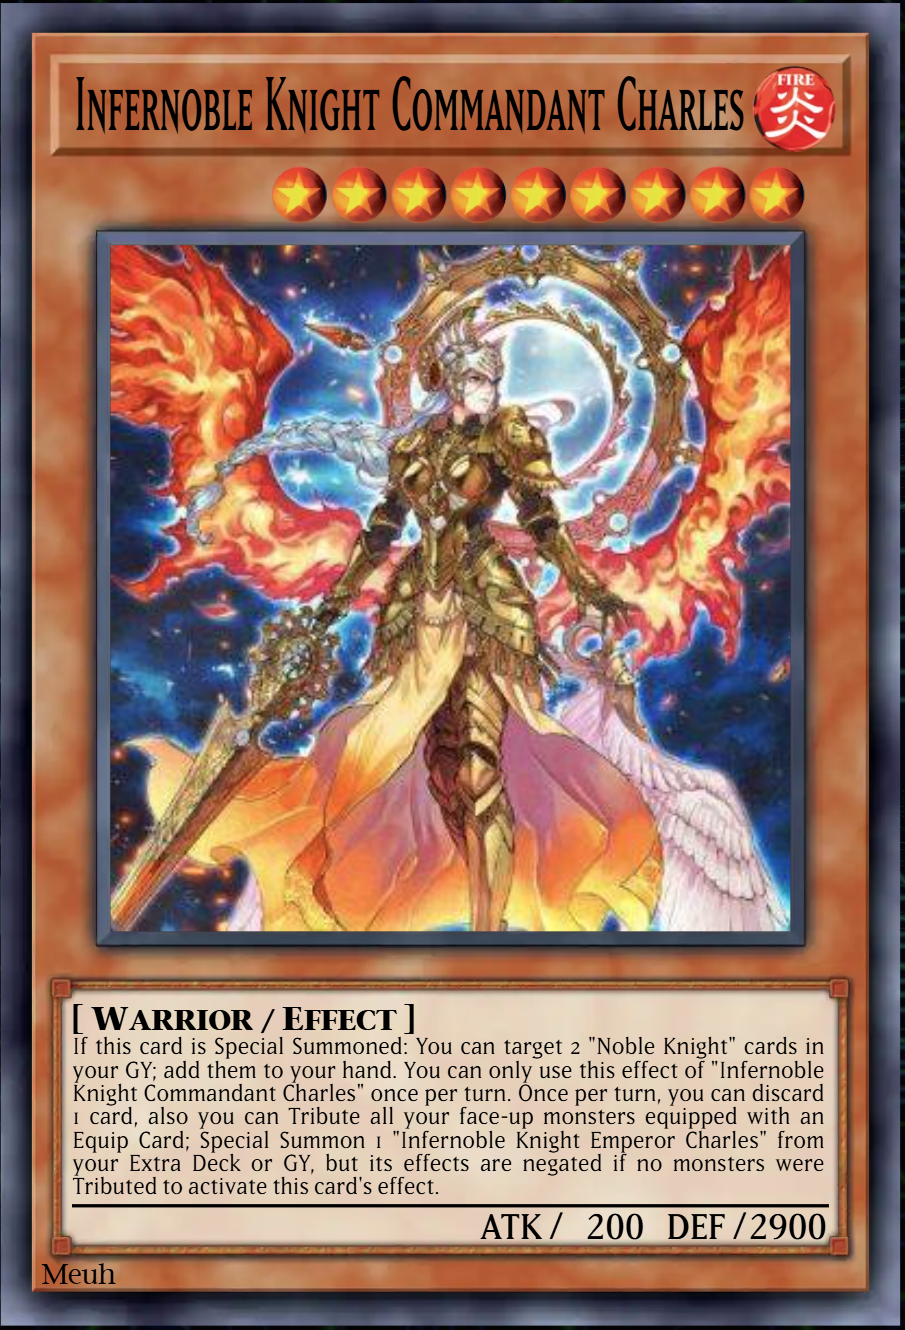 Infernoble Knight Commandant Charles
FIRE
炎
[ Warrior / Effect ]
If this card is Special Summoned: You can target 2 "Noble Knight" cards in
your GY; add them to your hand. You can only use this effect of "Infernoble
Knight Commandant Charles" once per turn. Once per turn, you can discard
1 card, also you can Tribute all your face-up monsters equipped with an
Equip Card; Special Summon 1 "Infernoble Knight Emperor Charles" from
your Extra Deck or GY, but its effects are negated if no monsters were
Tributed to activate this card's effect.
ATK / 200 DEF /2900
Meuh